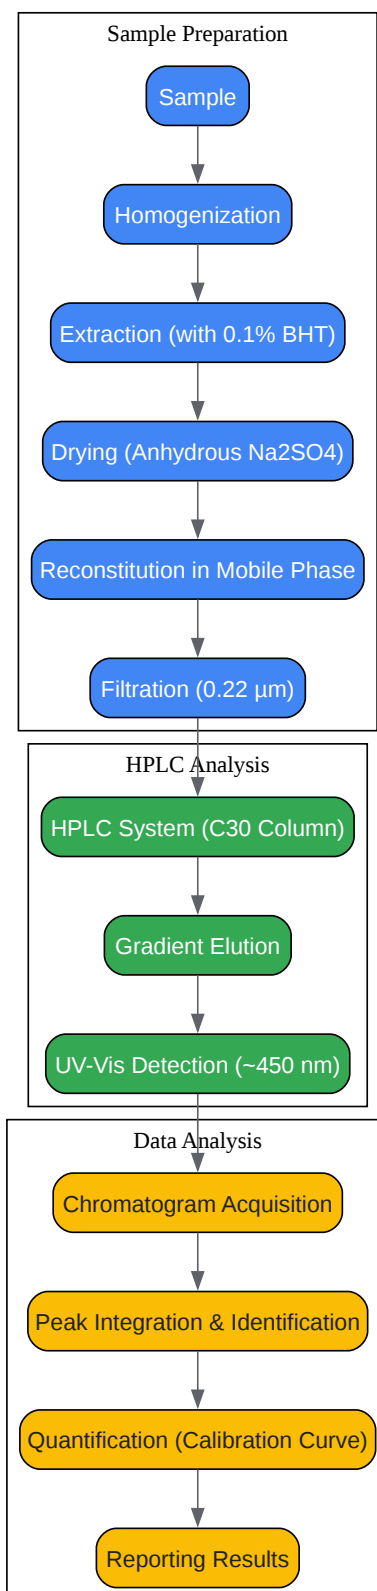 Sample Preparation
Sample
Homogenization
Extraction (with 0.1% BHT)
Drying (Anhydrous Na2SO4)
Reconstitution in Mobile Phase
Filtration (0.22 µm)
HPLC Analysis
HPLC System (C30 Column)
Gradient Elution
UV-Vis Detection (~450 nm)
Data Analysis
Chromatogram Acquisition
Peak Integration & Identification
Quantification (Calibration Curve)
Reporting Results